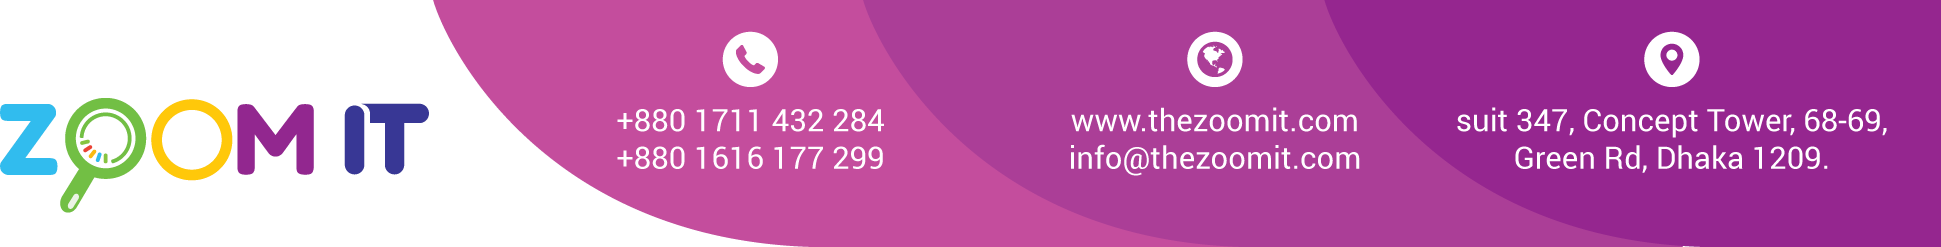 ZOOM IT
+880 1711 432 284
+880 1616 177 299
www.thezoomit.com
info@thezoomit.com
suit 347, Concept Tower, 68-69,
Green Rd, Dhaka 1209.